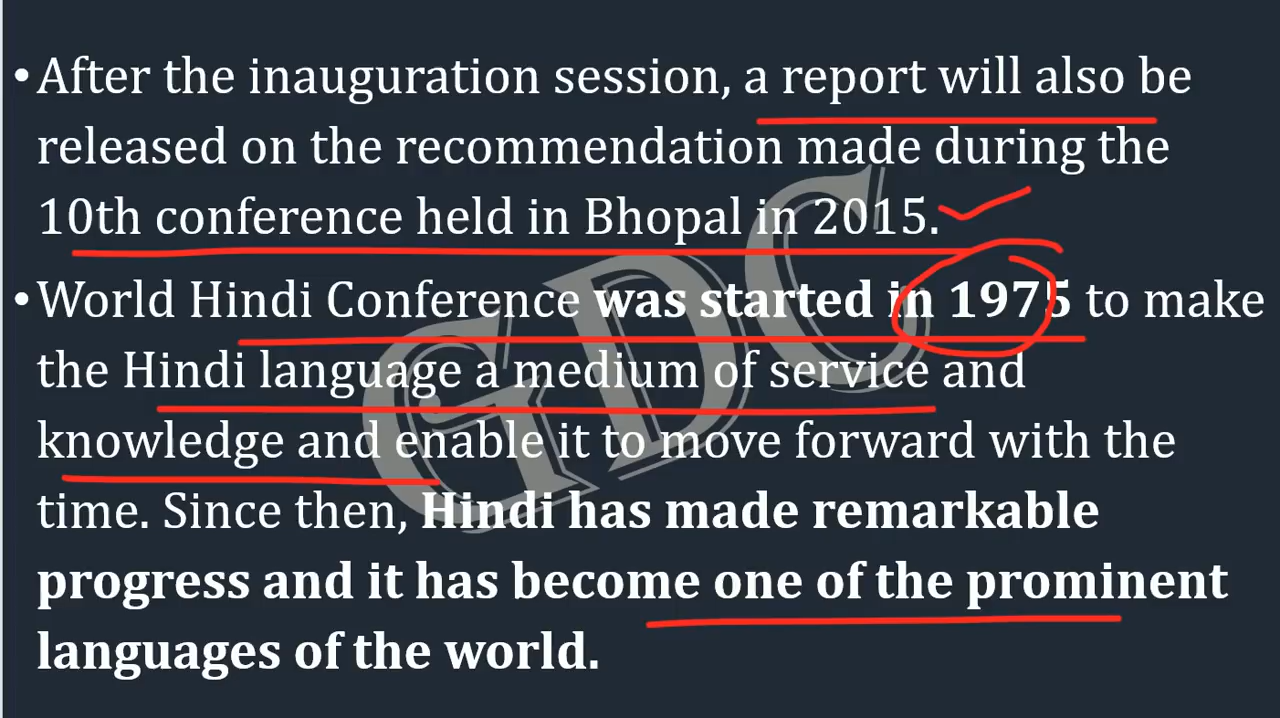 • After the inauguration session, a report will also be
released on the recommendation made during the
10th conference held in Bhopal in 2015.
• World Hindi Conference was started in 1975 to make
the Hindi language a medium of service and
knowledge and enable it to move forward with the
time. Since then, Hindi has made remarkable
progress and it has become one of the prominent
languages of the world.
GDC